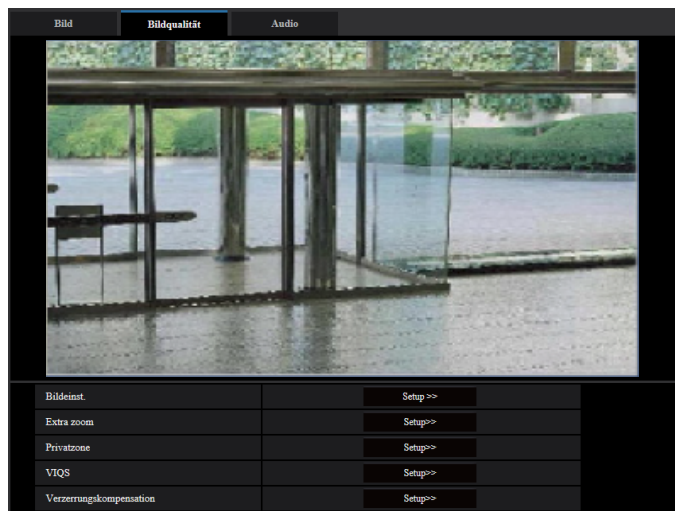 Bild Bildqualität Audio
Bildeinst. Setup >>
Extra zoom Setup>>
Privatzone Setup>>
VIQS Setup>>
Verzerrungskompensation Setup>>